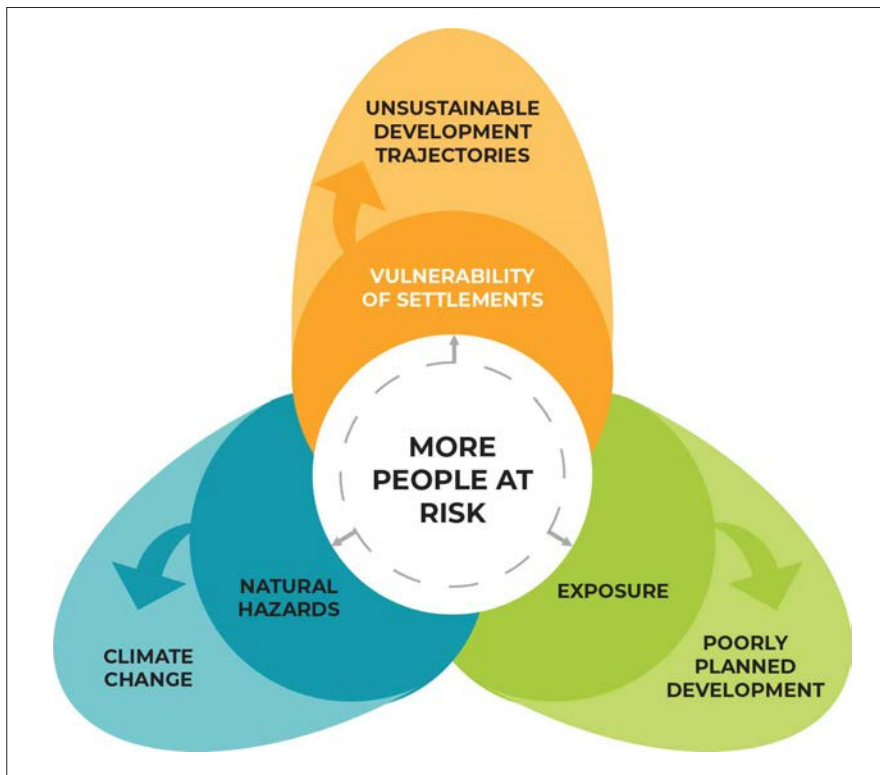 UNSUSTAINABLE
DEVELOPMENT
TRAJECTORIES
VULNERABILITY
OF SETTLEMENTS
MORE
PEOPLE AT
RISK
NATURAL
HAZARDS
EXPOSURE
CLIMATE
CHANGE
POORLY
PLANNED
DEVELOPMENT